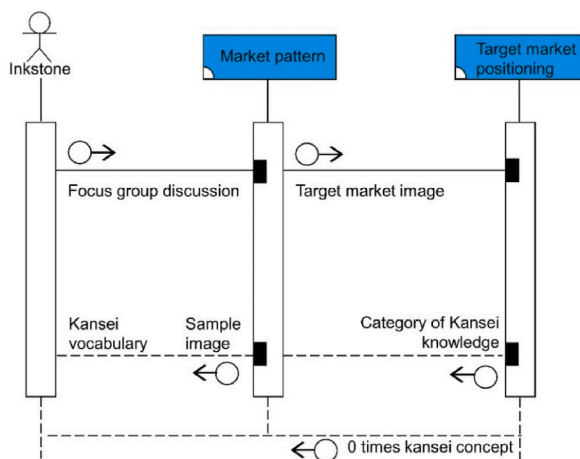 Inkstone
Market pattern
Target market
positioning
Focus group discussion
Target market image
Kansei
vocabulary
Sample
image
Category of Kansei
knowledge
0 times kansei concept